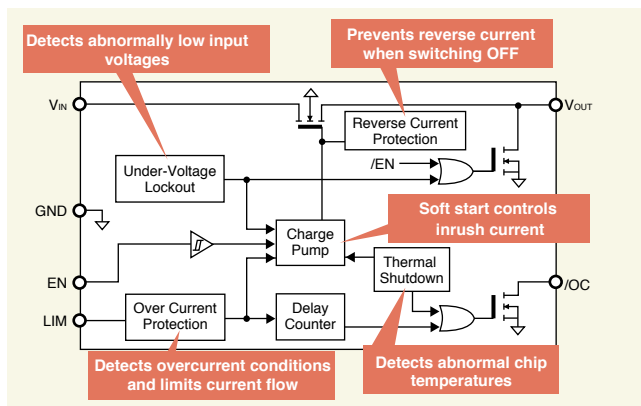 Detects abnormally low input
voltages
Prevents reverse current
when switching OFF
VIN
VOUT
Reverse Current
Protection
/EN
Under-Voltage
Lockout
GND
Soft start controls
inrush current
Charge
Pump
Thermal
Shutdown
EN
/OC
LIM
Over Current
Protection
Delay
Counter
Detects overcurrent conditions
and limits current flow
Detects abnormal chip
temperatures